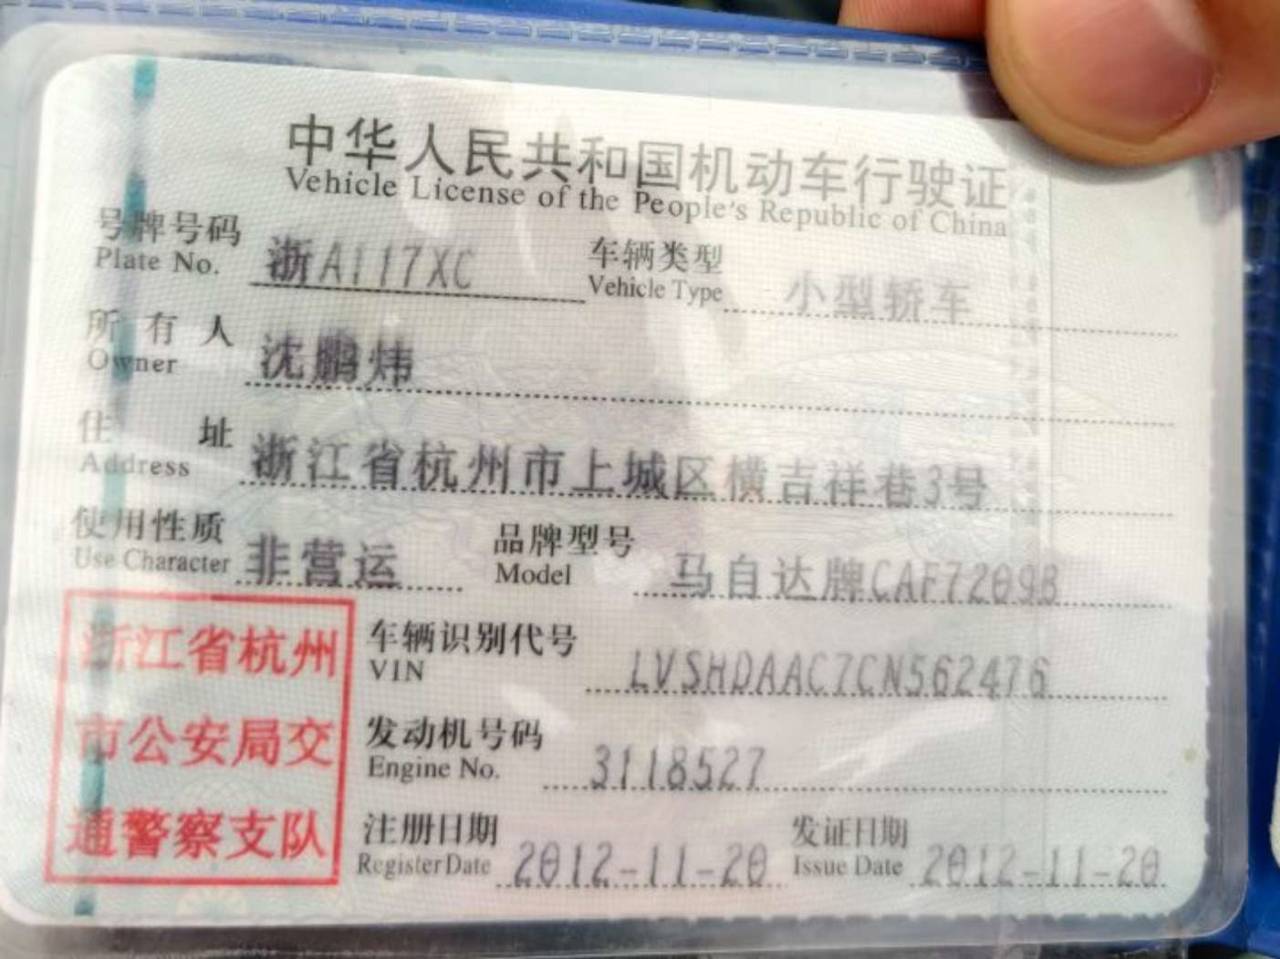 中华人民共和国机动车行驶证
Vehicle License of the People's Republic of China
号牌号码 浙A117XC 车辆类型 小型轿车
Plate No. Vehicle Type
所有人 沈鹏炜
Owner
住址 浙江省杭州市上城区横吉祥巷3号
Address
使用性质 非营运 品牌型号 马自达牌CAF7209B
Use Character Model
浙江省杭州
市公安局交
通警察支队
车辆识别代号 LVSHDAAC7CN562476
VIN
发动机号码 3118527
Engine No.
注册日期 2012-11-20 发证日期 2012-11-20
Register Date Issue Date